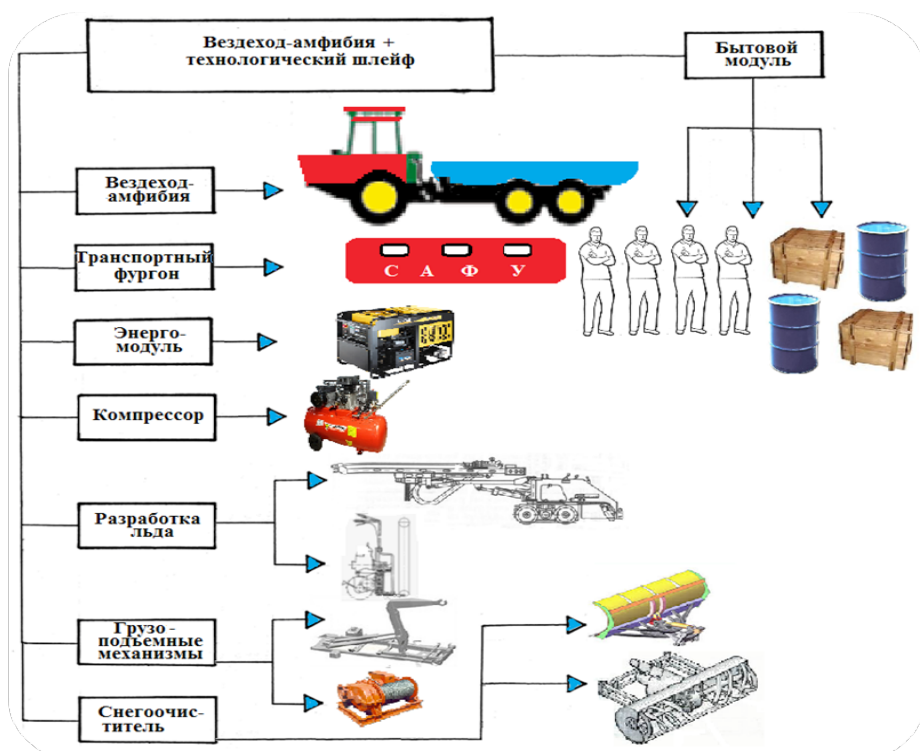 Вездеход-амфибия +
технологический шлейф
Бытовой
модуль
Вездеход-
амфибия
Транспортный
фургон
С А Ф У
Энерго-
модуль
Компрессор
Разработка
льда
Грузо -
подъемные
механизмы
Снегоочис-
титель